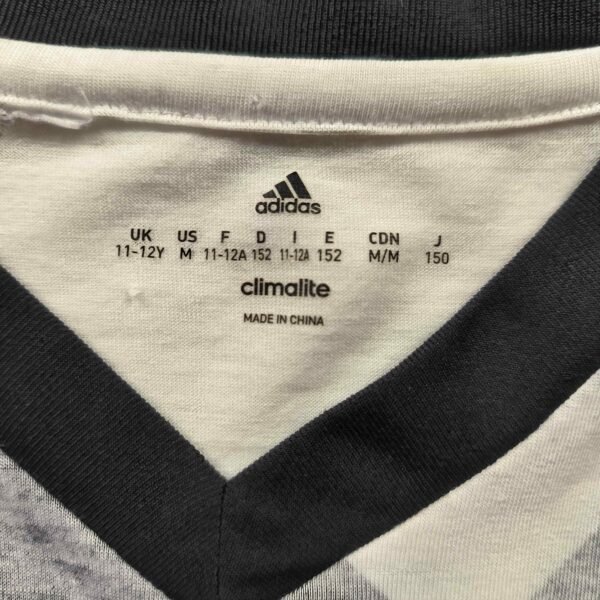 adidas
UK US F D I E CDN J
11-12Y M 11-12A 152 11-12A 152 M/M 150
climalite
MADE IN CHINA